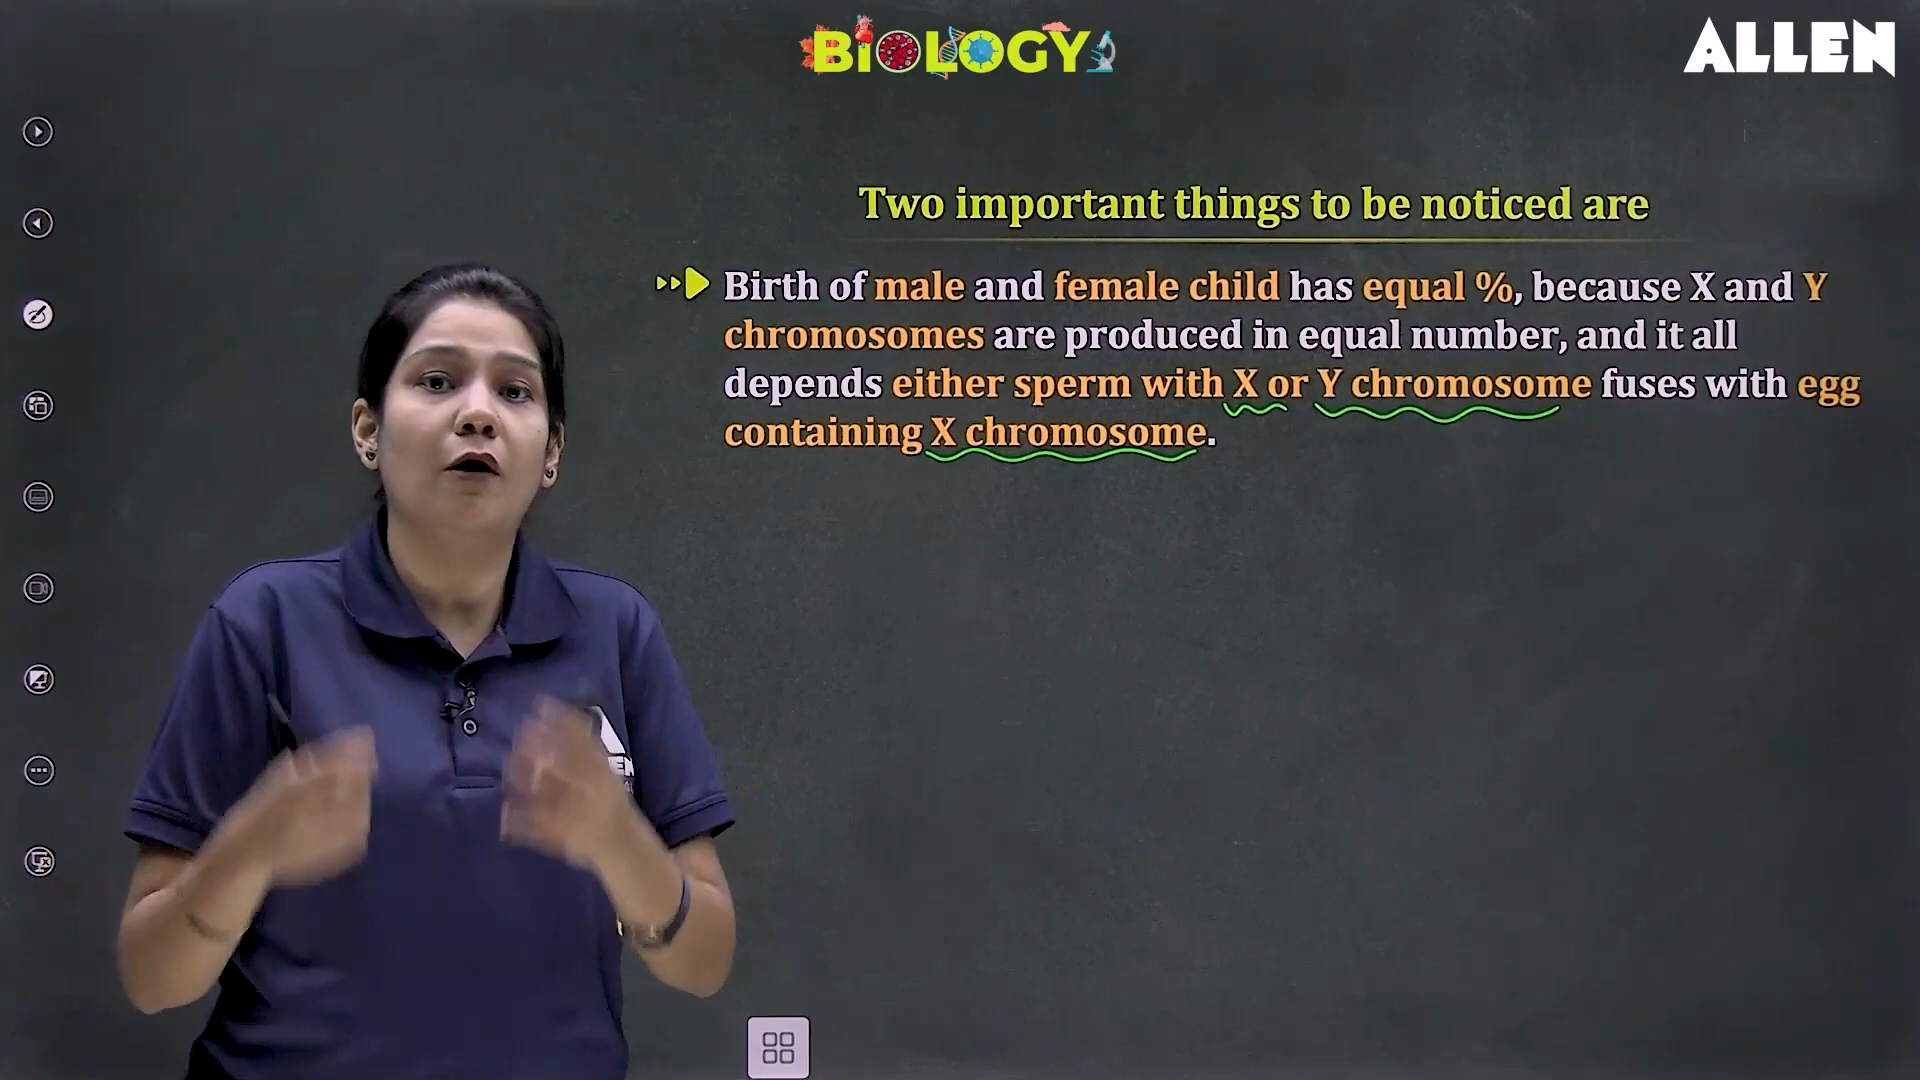 BIOLOGY
ALLEN
Two important things to be noticed are
Birth of male and female child has equal %, because X and Y
chromosomes are produced in equal number, and it all
depends either sperm with X or Y chromosome fuses with egg
containing X chromosome.